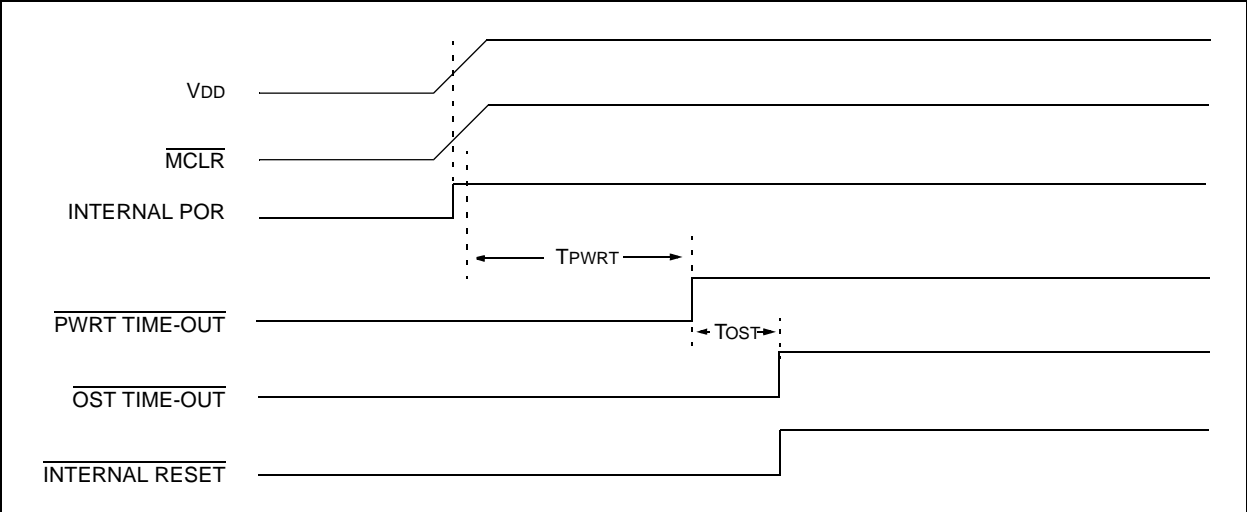 VDD
MCLR
INTERNAL POR
TPWRT
PWRT TIME-OUT
TOST
OST TIME-OUT
INTERNAL RESET